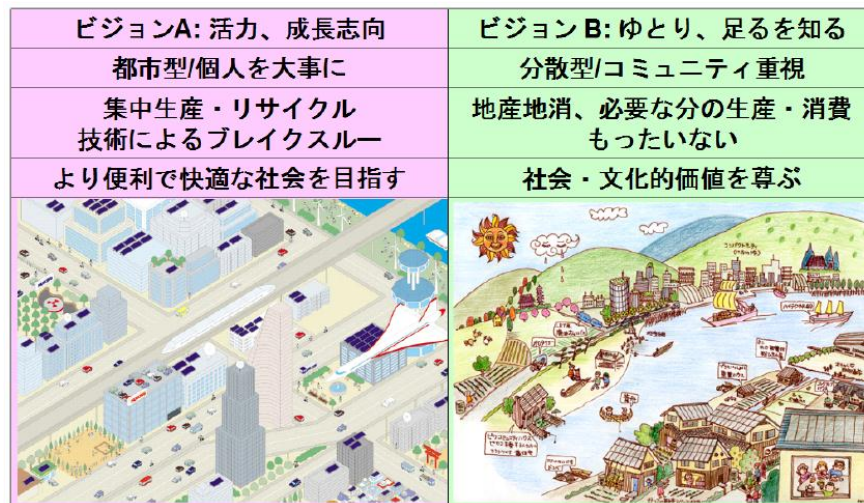 ビジョンA: 活力、成長志向
都市型/個人を大事に
集中生産・リサイクル
技術によるブレイクスルー
より便利で快適な社会を目指す
ビジョン B: ゆとり、足るを知る
分散型/コミュニティ重視
地産地消、必要な分の生産・消費
もったいない
社会・文化的価値を尊ぶ